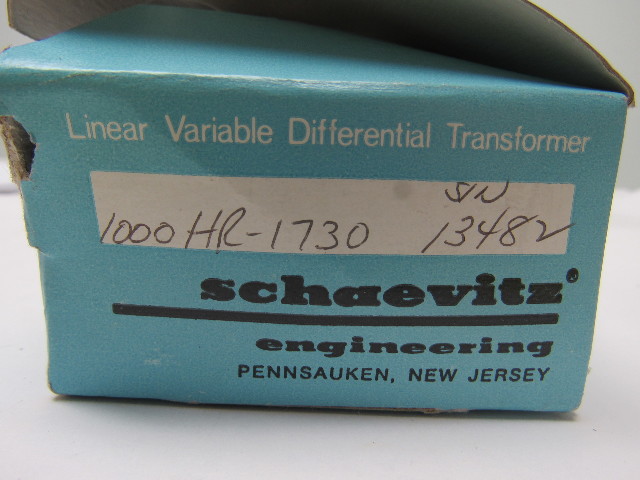 Linear Variable Differential Transformer
S/N
1000 HR-1730 13482
schaevitz®
engineering
PENNSAUKEN, NEW JERSEY